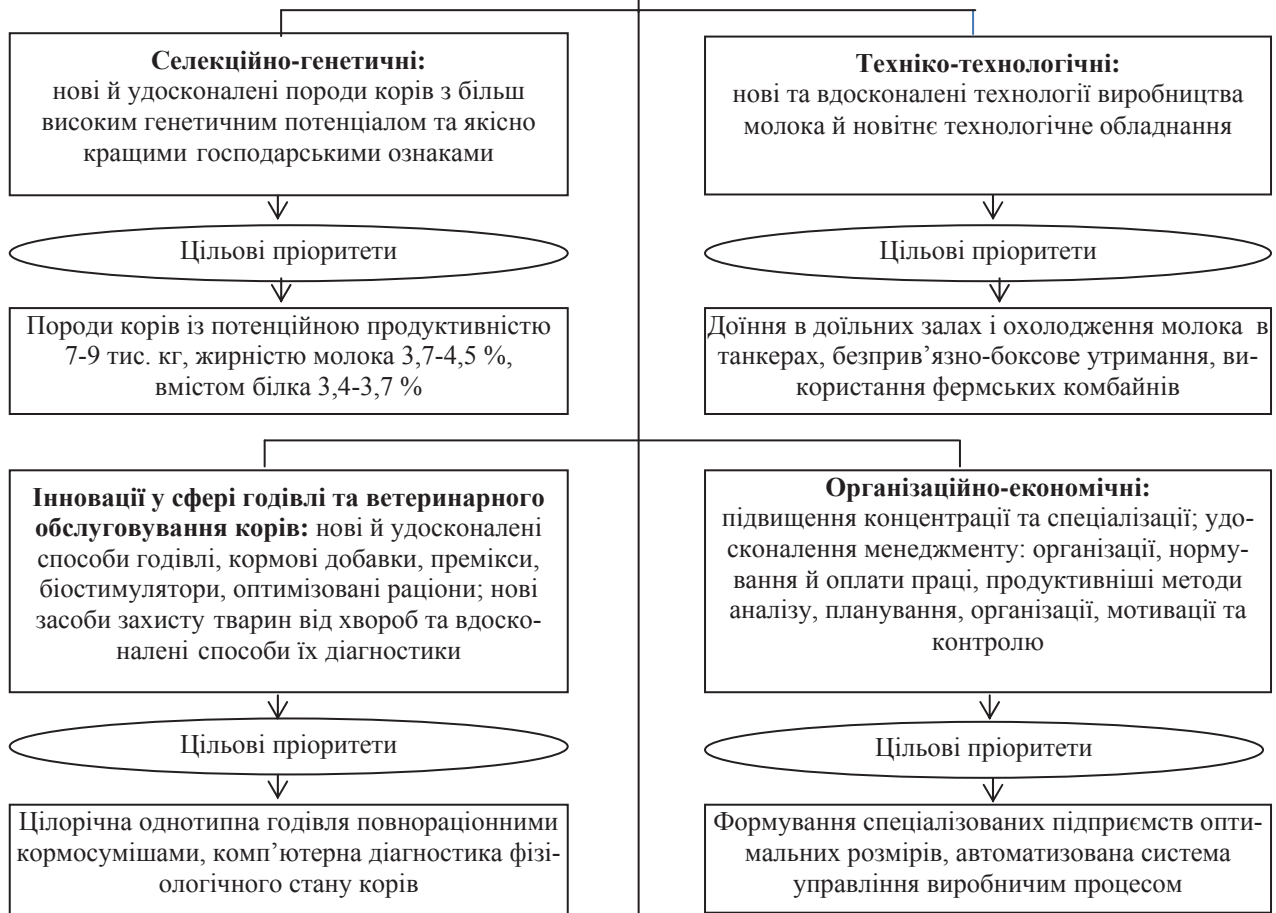 Селекційно-генетичні:
нові й удосконалені породи корів з більш
високим генетичним потенціалом та якісно
кращими господарськими ознаками
Цільові пріоритети
Породи корів із потенційною продуктивністю
7-9 тис. кг, жирністю молока 3,7-4,5 %,
вмістом білка 3,4-3,7 %
Техніко-технологічні:
нові та вдосконалені технології виробництва
молока й новітнє технологічне обладнання
Цільові пріоритети
Доїння в доїльних залах і охолодження молока в
танкерах, безприв’язно-боксове утримання, ви-
користання фермських комбайнів
Інновації у сфері годівлі та ветеринарного
обслуговування корів: нові й удосконалені
способи годівлі, кормові добавки, премікси,
біостимулятори, оптимізовані раціони; нові
засоби захисту тварин від хвороб та вдоско-
налені способи їх діагностики
Цільові пріоритети
Цілорічна однотипна годівля повнораціонними
кормосумішами, комп’ютерна діагностика фізі-
ологічного стану корів
Організаційно-економічні:
підвищення концентрації та спеціалізації; удо-
сконалення менеджменту: організації, норму-
вання й оплати праці, продуктивніші методи
аналізу, планування, організації, мотивації та
контролю
Цільові пріоритети
Формування спеціалізованих підприємств опти-
мальних розмірів, автоматизована система
управління виробничим процесом